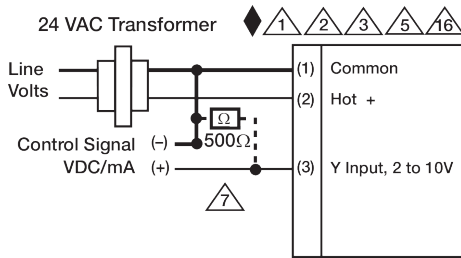 24 VAC Transformer
1 2 3 5 16
Line
Volts
(1) Common
(2) Hot +
Ω
500Ω
Control Signal (–)
VDC/mA (+)
(3) Y Input, 2 to 10V
7